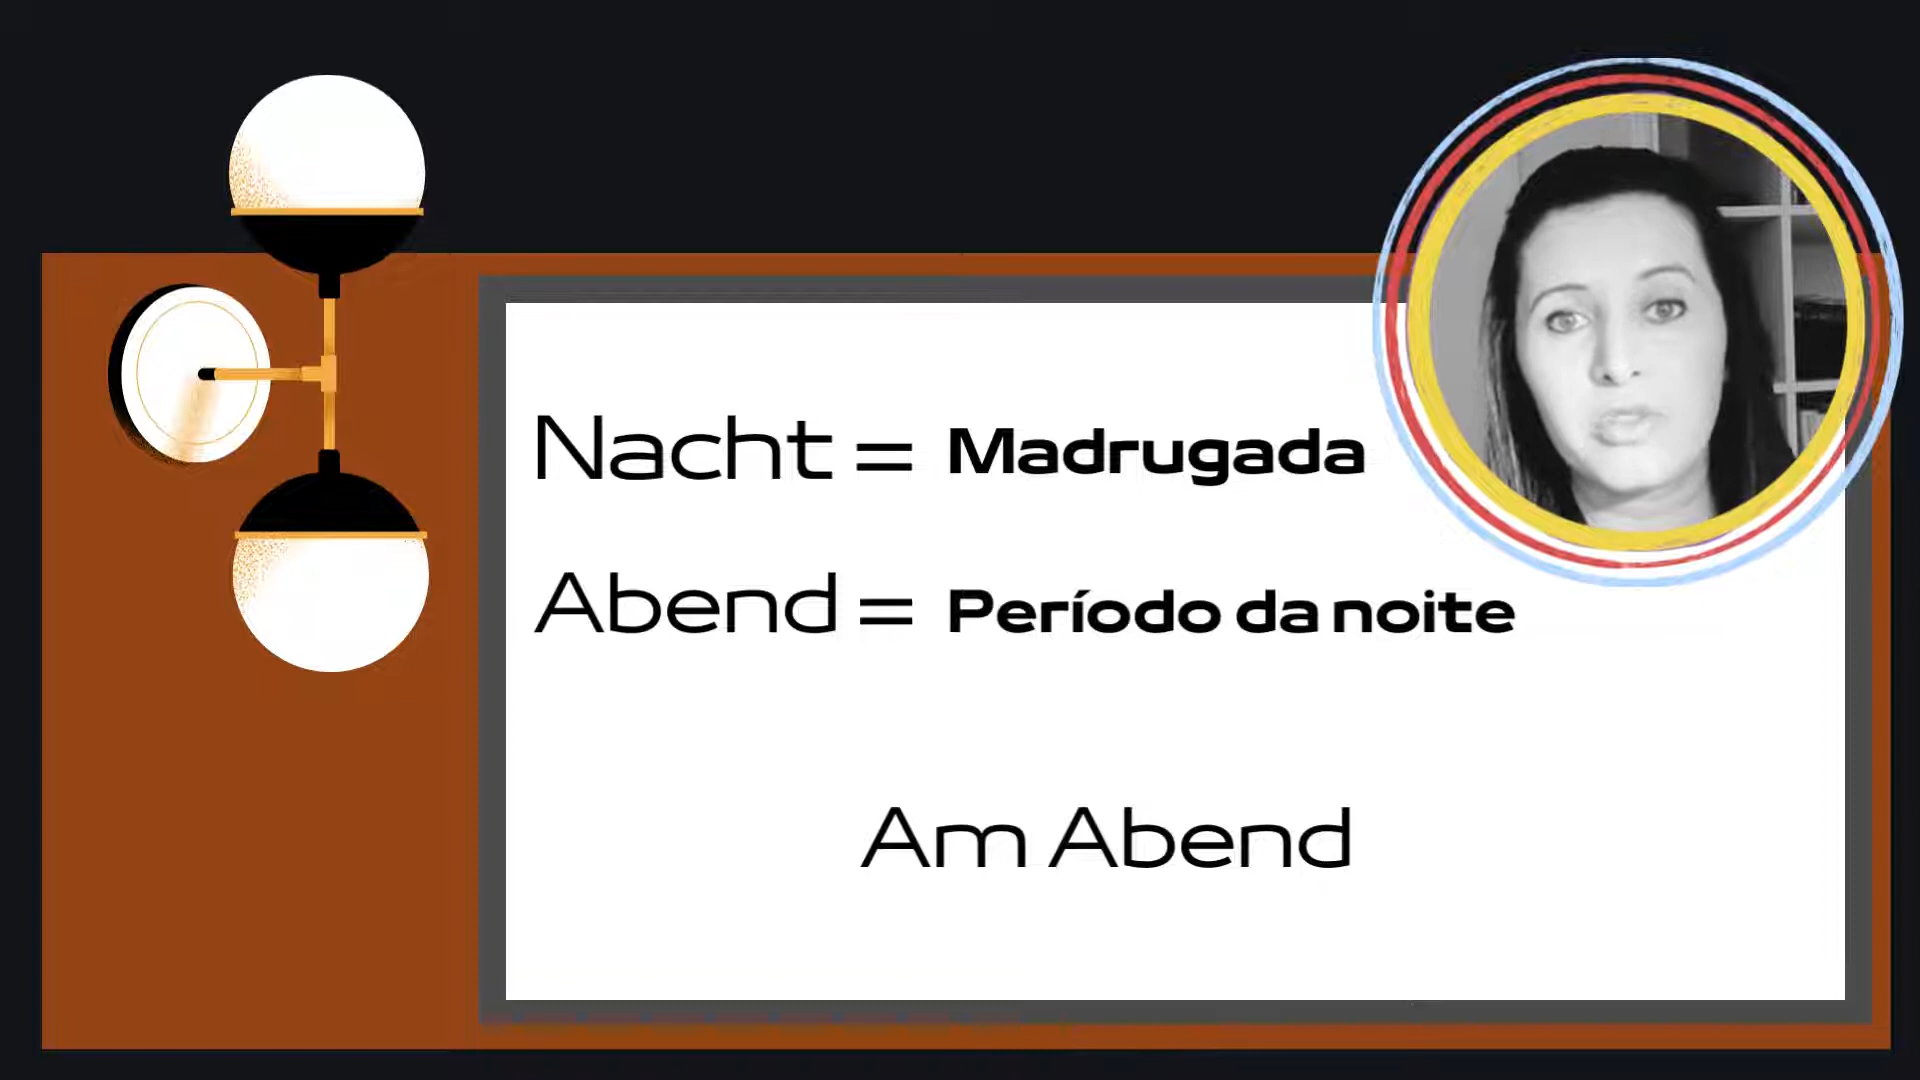 Nacht = Madrugada
Abend = Período da noite
Am Abend